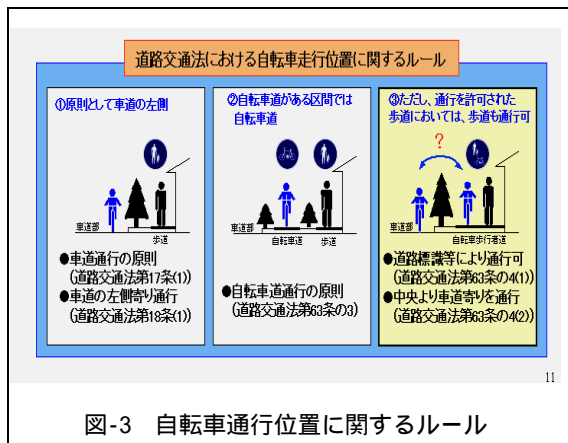 道路交通法における自転車走行位置に関するルール
①原則として車道の左側
車道部
歩道
●車道通行の原則
(道路交通法第17条(1))
●車道の左側寄り通行
(道路交通法第18条(1))
②自転車道がある区間では
自転車道
車道部
自転車道
歩道
●自転車道通行の原則
(道路交通法第63条の3)
③ただし、通行を許可された
歩道においては、歩道も通行可
?
車道部
自転車歩行者道
●道路標識等により通行可
(道路交通法第63条の4(1))
●中央より車道寄りを通行
(道路交通法第63条の4(2))
11
図-3 自転車通行位置に関するルール